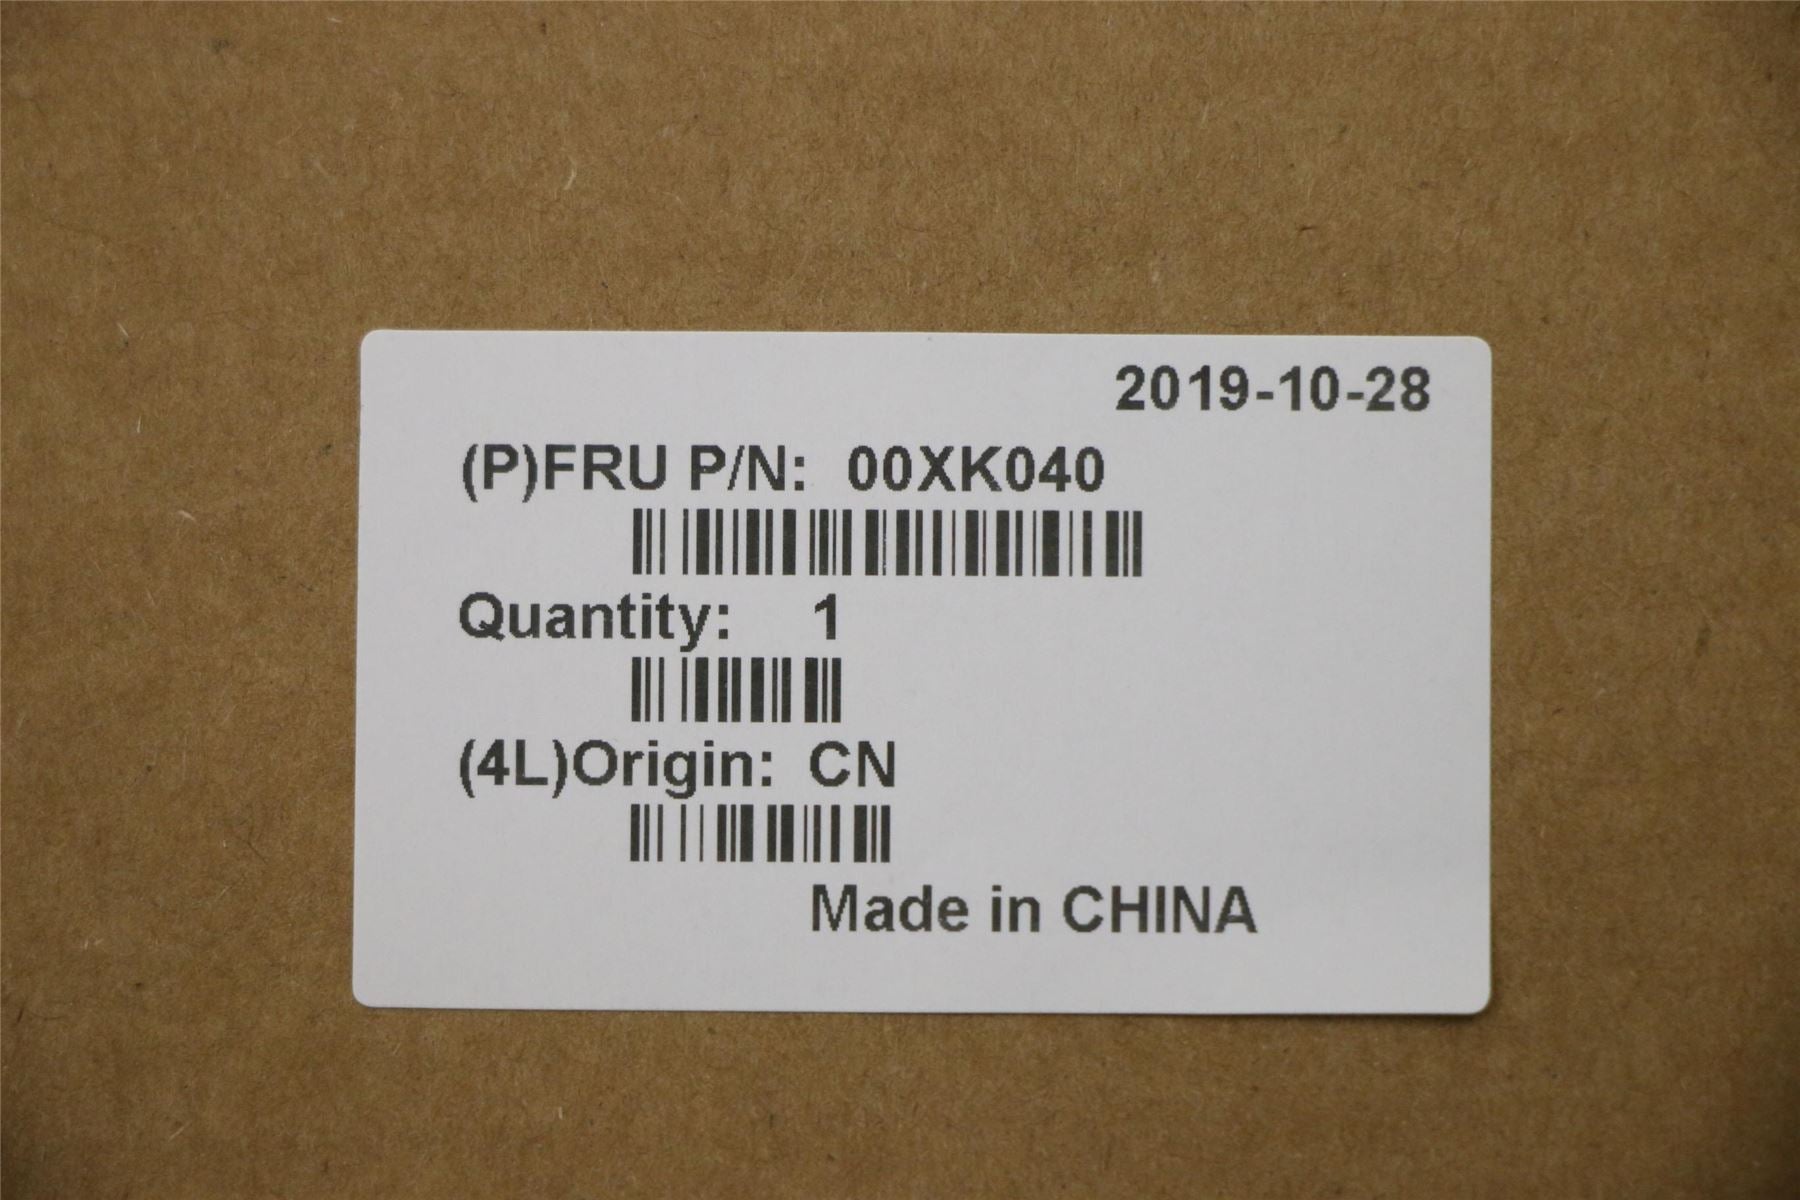 2019-10-28
(P)FRU P/N: 00XK040
Quantity: 1
(4L)Origin: CN
Made in CHINA